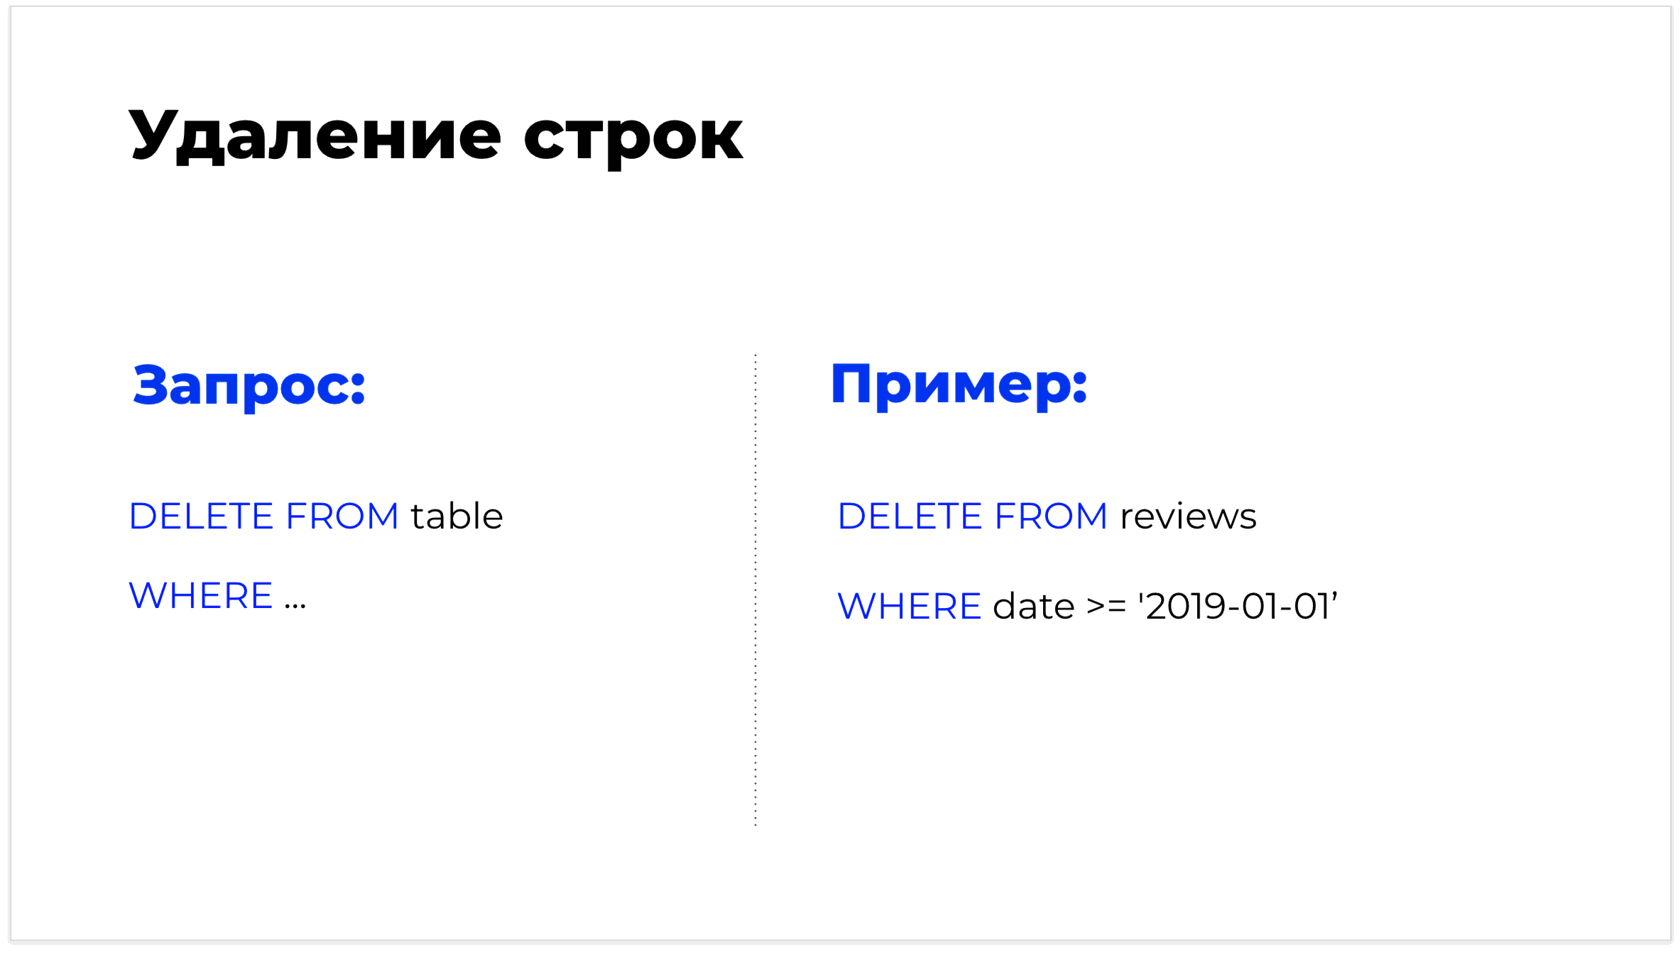 Удаление строк
Запрос:
DELETE FROM table
WHERE ...
Пример:
DELETE FROM reviews
WHERE date >= '2019-01-01’